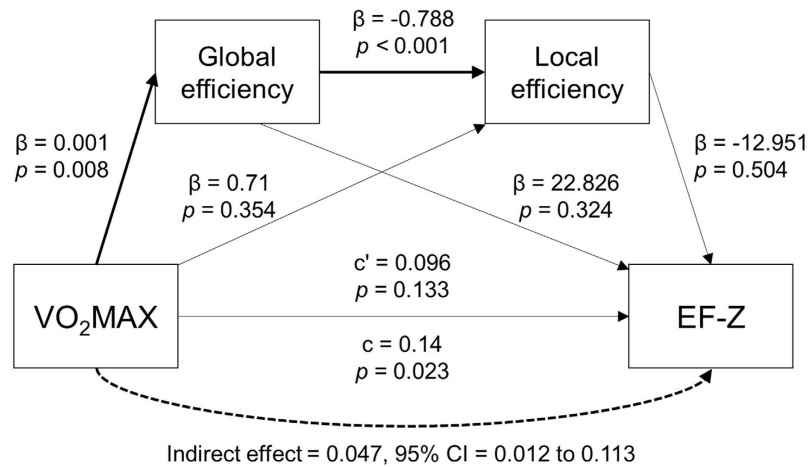 β = -0.788
p < 0.001
Global
efficiency
Local
efficiency
β = 0.001
p = 0.008
β = 0.71
p = 0.354
β = 22.826
p = 0.324
β = -12.951
p = 0.504
VO₂MAX
c' = 0.096
p = 0.133
c = 0.14
p = 0.023
EF-Z
Indirect effect = 0.047, 95% CI = 0.012 to 0.113